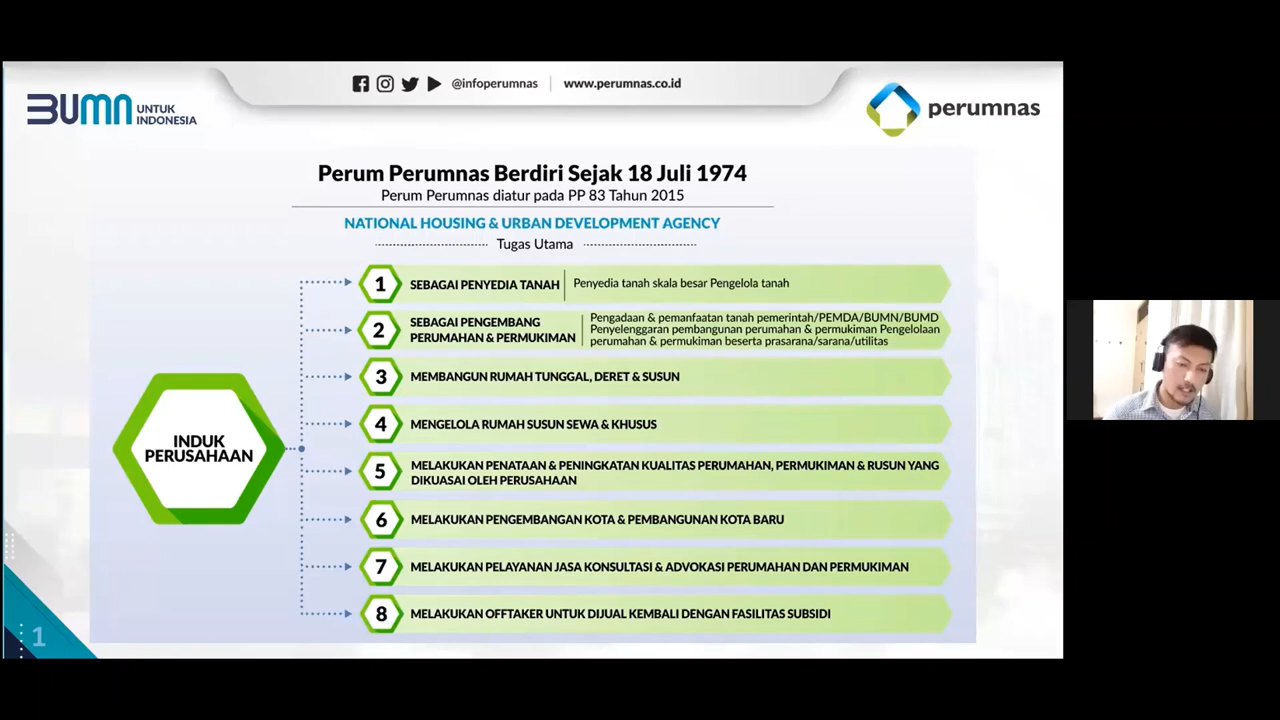 BUMN UNTUK
INDONESIA
@infoperumnas | www.perumnas.co.id
perumnas
Perum Perumnas Berdiri Sejak 18 Juli 1974
Perum Perumnas diatur pada PP 83 Tahun 2015
NATIONAL HOUSING & URBAN DEVELOPMENT AGENCY
Tugas Utama
INDUK
PERUSAHAAN
1 SEBAGAI PENYEDIA TANAH | Penyedia tanah skala besar Pengelola tanah
2 SEBAGAI PENGEMBANG
PERUMAHAN & PERMUKIMAN
Pengadaan & pemanfaatan tanah pemerintah/PEMDA/BUMN/BUMD
Penyelenggaran pembangunan perumahan & permukiman Pengelolaan
perumahan & permukiman beserta prasarana/sarana/utilitas
3 MEMBANGUN RUMAH TUNGGAL, DERET & SUSUN
4 MENGELOLA RUMAH SUSUN SEWA & KHUSUS
5 MELAKUKAN PENATAAN & PENINGKATAN KUALITAS PERUMAHAN, PERMUKIMAN & RUSUN YANG
DIKUASAI OLEH PERUSAHAAN
6 MELAKUKAN PENGEMBANGAN KOTA & PEMBANGUNAN KOTA BARU
7 MELAKUKAN PELAYANAN JASA KONSULTASI & ADVOKASI PERUMAHAN DAN PERMUKIMAN
8 MELAKUKAN OFFTAKER UNTUK DIJUAL KEMBALI DENGAN FASILITAS SUBSIDI
1